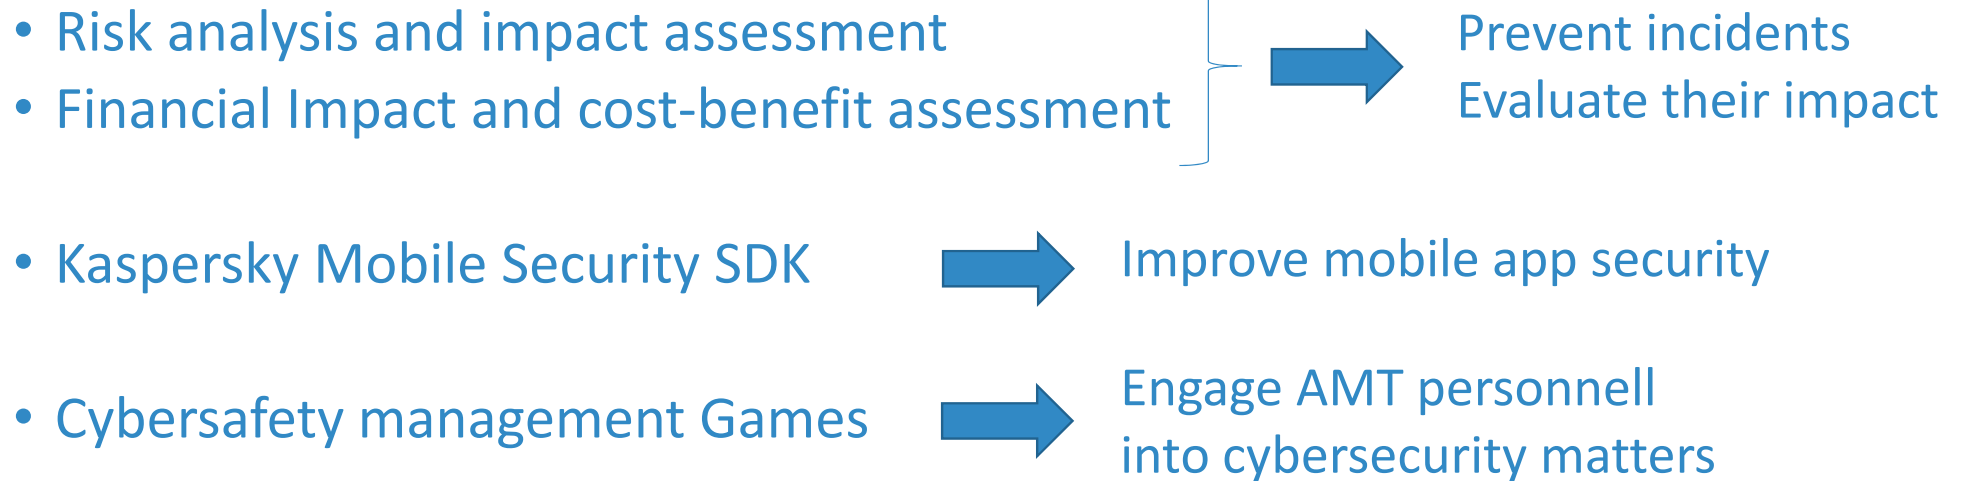 • Risk analysis and impact assessment
• Financial Impact and cost-benefit assessment
Prevent incidents
Evaluate their impact
• Kaspersky Mobile Security SDK
Improve mobile app security
• Cybersafety management Games
Engage AMT personnell
into cybersecurity matters